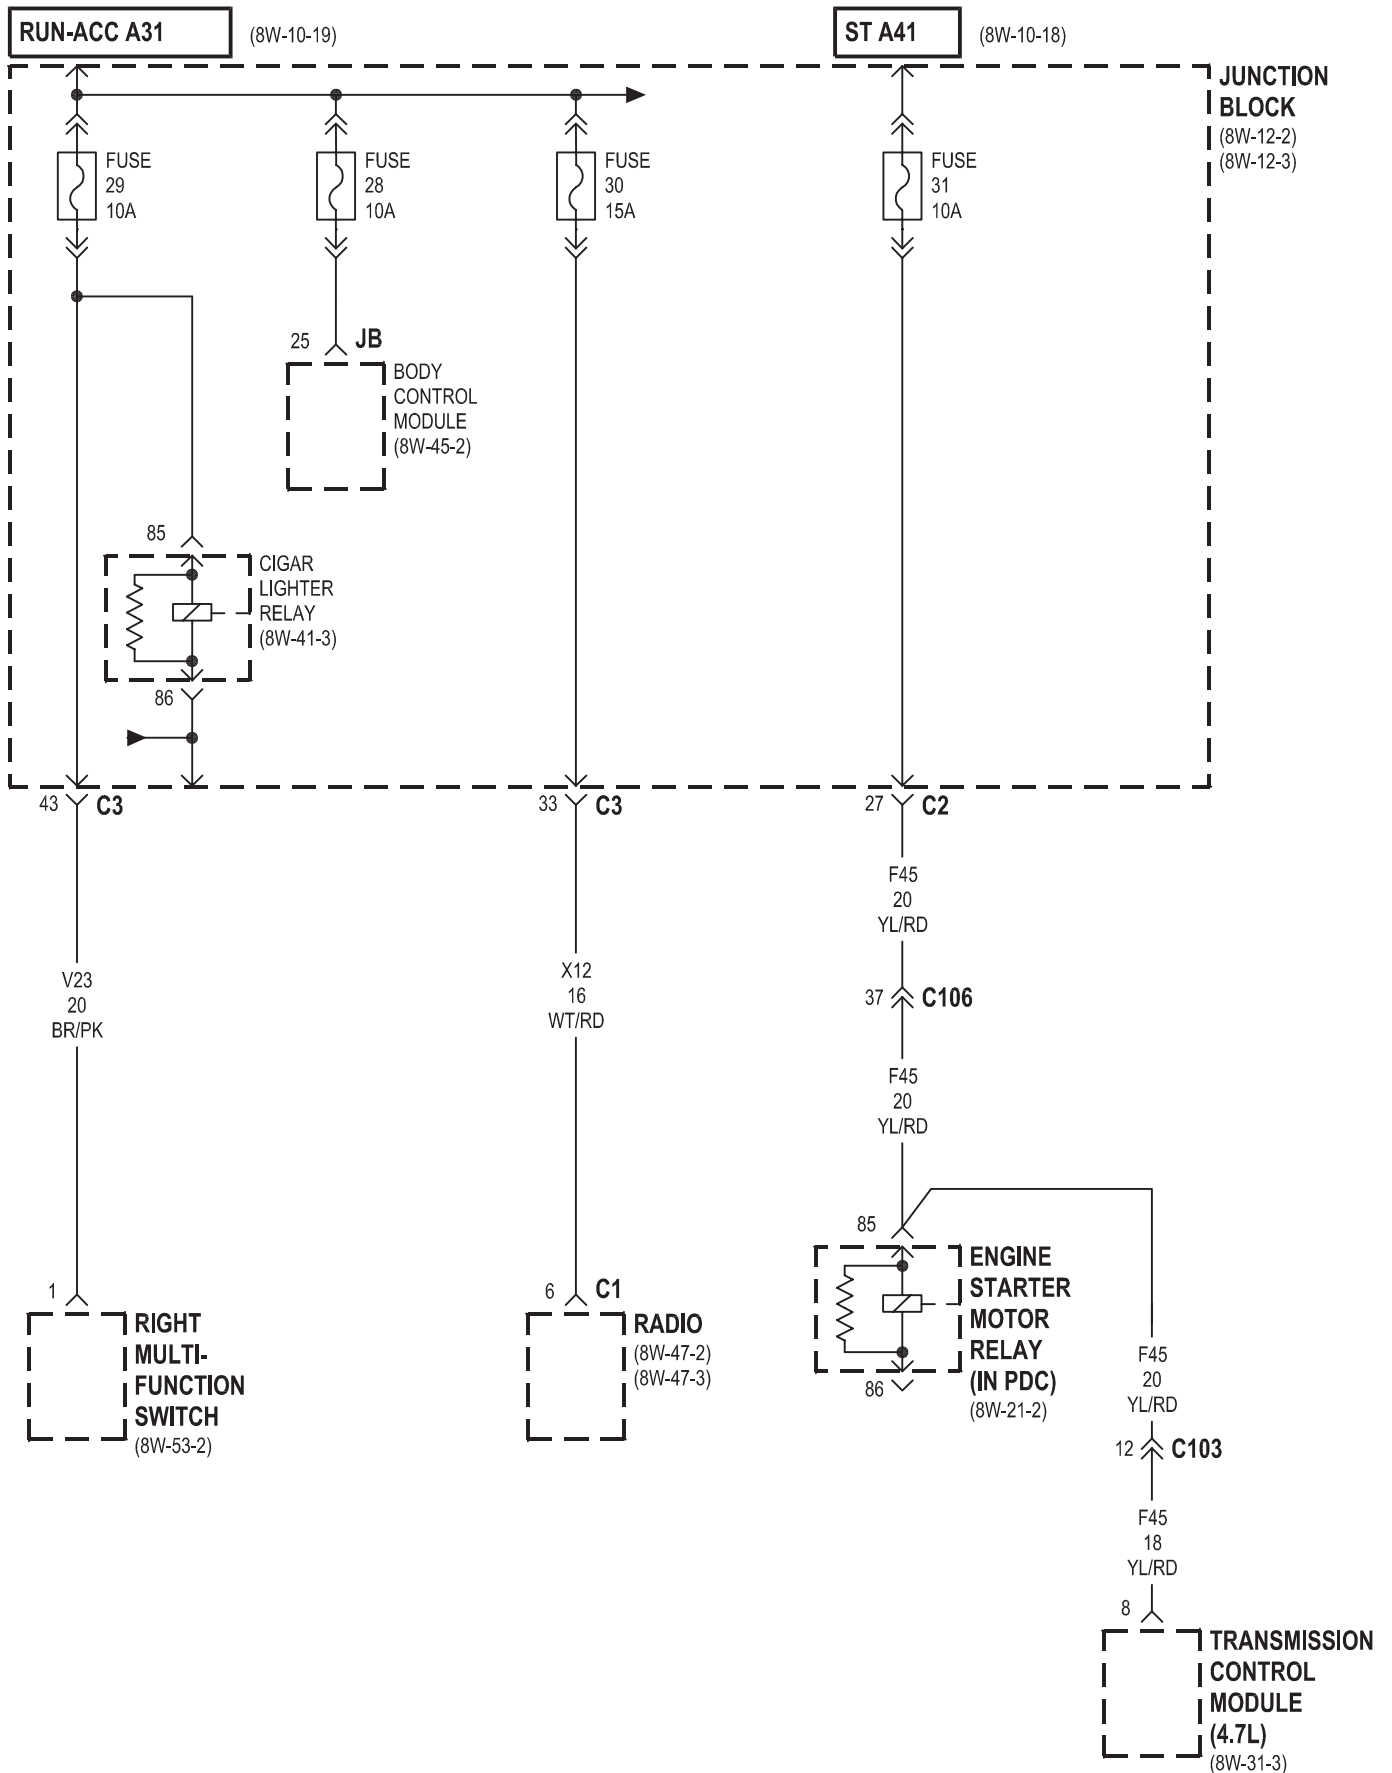 RUN-ACC A31
(8W-10-19)
ST A41
(8W-10-18)
JUNCTION
BLOCK
(8W-12-2)
(8W-12-3)
FUSE
29
10A
FUSE
28
10A
FUSE
30
15A
FUSE
31
10A
25
JB
BODY
CONTROL
MODULE
(8W-45-2)
85
CIGAR
LIGHTER
RELAY
(8W-41-3)
86
43
C3
33
C3
27
C2
F45
20
YL/RD
V23
20
BR/PK
X12
16
WT/RD
37
C106
F45
20
YL/RD
85
ENGINE
STARTER
MOTOR
RELAY
(IN PDC)
(8W-21-2)
86
1
RIGHT
MULTI-
FUNCTION
SWITCH
(8W-53-2)
6
C1
RADIO
(8W-47-2)
(8W-47-3)
F45
20
YL/RD
12
C103
F45
18
YL/RD
8
TRANSMISSION
CONTROL
MODULE
(4.7L)
(8W-31-3)